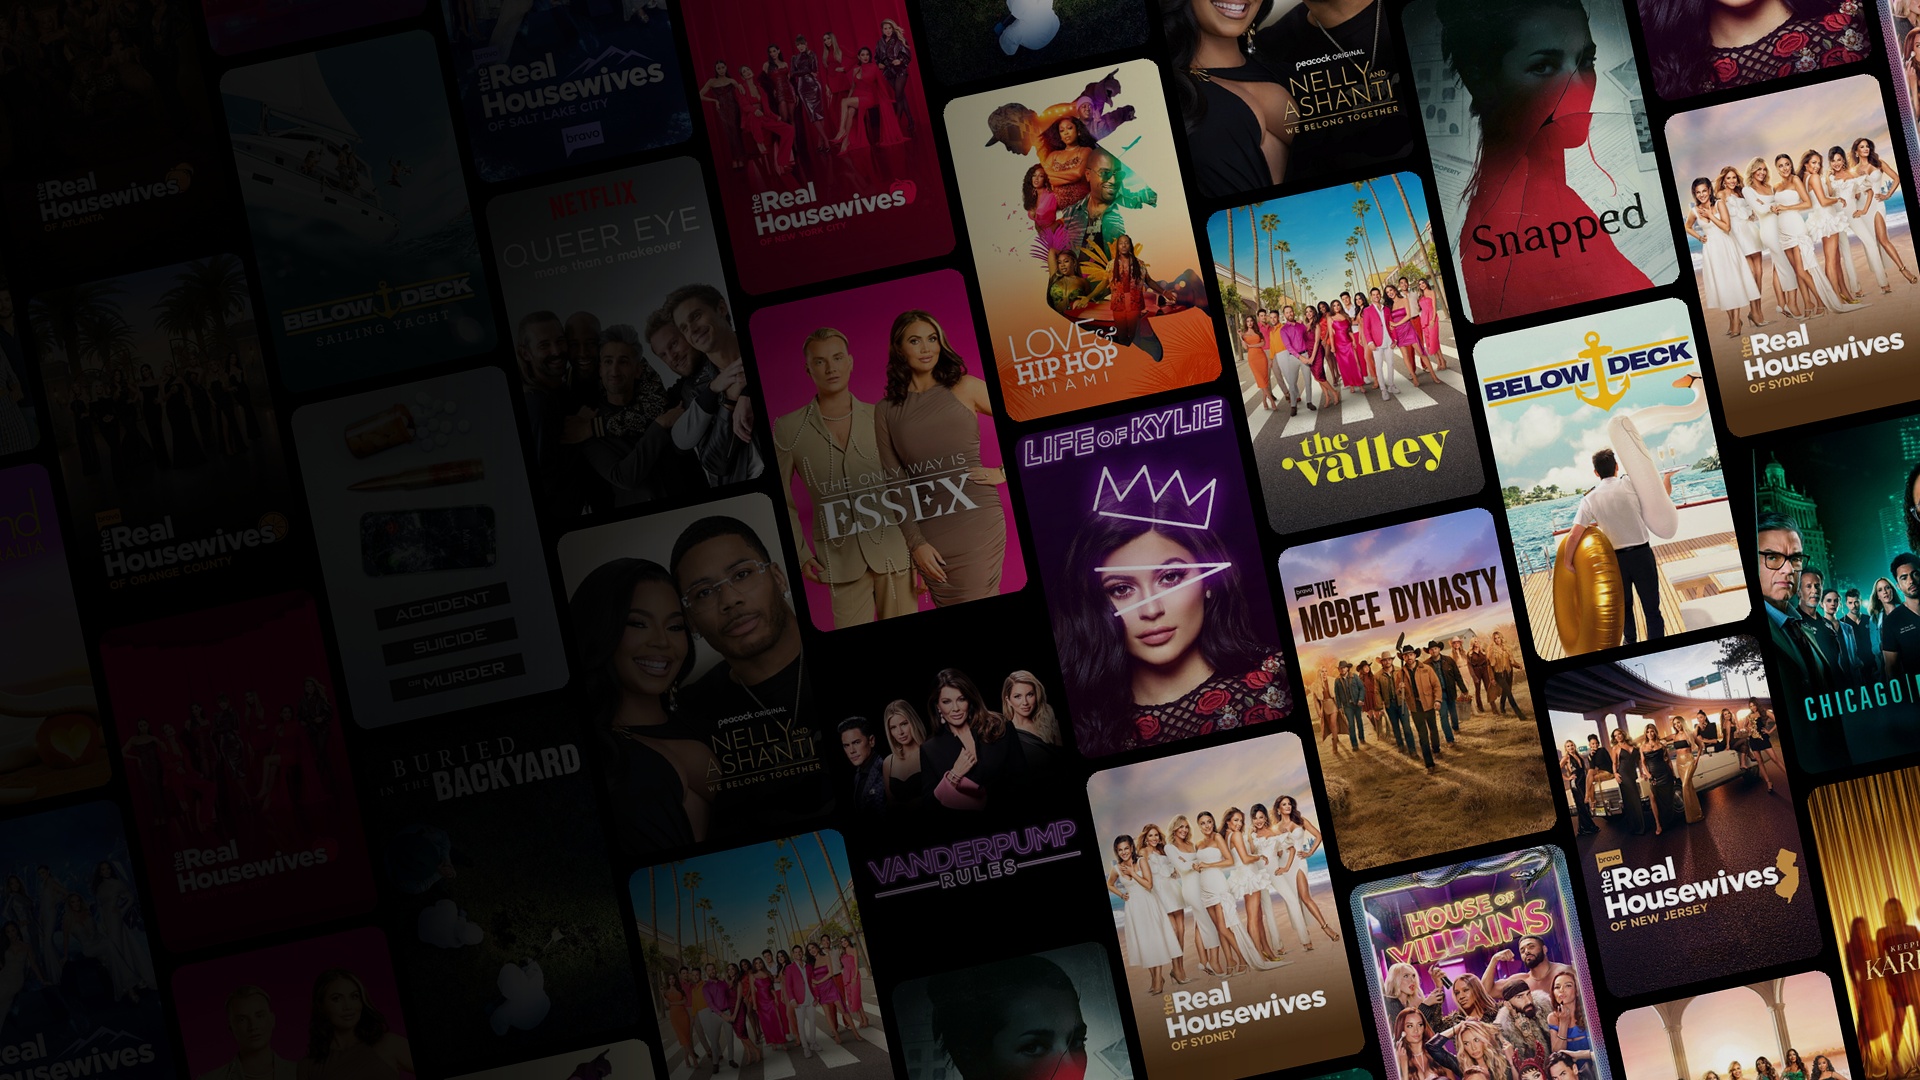 the Real
Housewives
OF ATLANTA
BELOW DECK
SAILING YACHT
the Real
Housewives
OF SALT LAKE CITY
bravo
NETFLIX
QUEER EYE
more than a makeover
the Real
Housewives
OF NEW YORK CITY
LOVE &
HIP HOP
MIAMI
peacock ORIGINAL
NELLY AND
ASHANTI
WE BELONG TOGETHER
Snapped
the Real
Housewives
OF SYDNEY
the Real
Housewives
OF ORANGE COUNTY
ACCIDENT
SUICIDE
OR MURDER
THE ONLY WAY IS
ESSEX
LIFE OF KYLIE
the
valley
BELOW DECK
bravo
THE
MCBEE DYNASTY
CHICAGO
the Real
Housewives
BURIED
IN THE BACKYARD
peacock ORIGINAL
NELLY AND
ASHANTI
WE BELONG TOGETHER
VANDERPUMP
RULES
the Real
Housewives
OF SYDNEY
HOUSE OF
VILLAINS
bravo
the Real
Housewives
OF NEW JERSEY